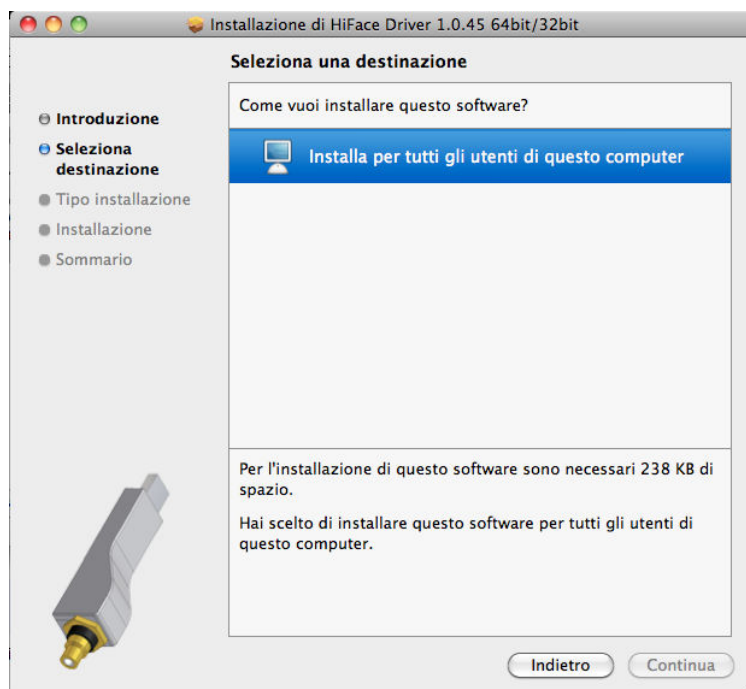 Installazione di HiFace Driver 1.0.45 64bit/32bit
Seleziona una destinazione
Introduzione
Seleziona
destinazione
Tipo installazione
Installazione
Sommario
Come vuoi installare questo software?
Installa per tutti gli utenti di questo computer
Per l'installazione di questo software sono necessari 238 KB di
spazio.
Hai scelto di installare questo software per tutti gli utenti di
questo computer.
Indietro
Continua